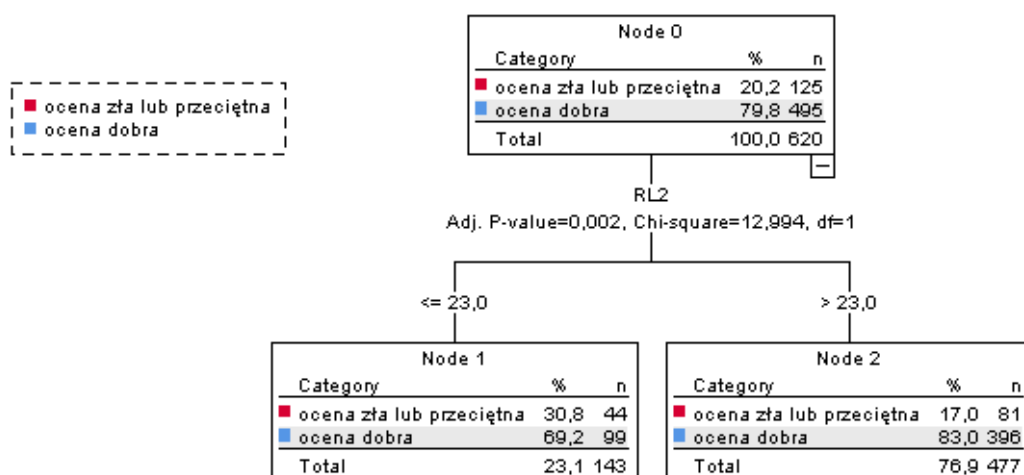 Node 0
Category % n
ocena zła lub przeciętna 20,2 125
ocena dobra 79,8 495
Total 100,0 620
ocena zła lub przeciętna
ocena dobra
RL2
Adj. P-value=0,002, Chi-square=12,994, df=1
<= 23,0
> 23,0
Node 1
Category % n
ocena zła lub przeciętna 30,8 44
ocena dobra 69,2 99
Total 23,1 143
Node 2
Category % n
ocena zła lub przeciętna 17,0 81
ocena dobra 83,0 396
Total 76,9 477